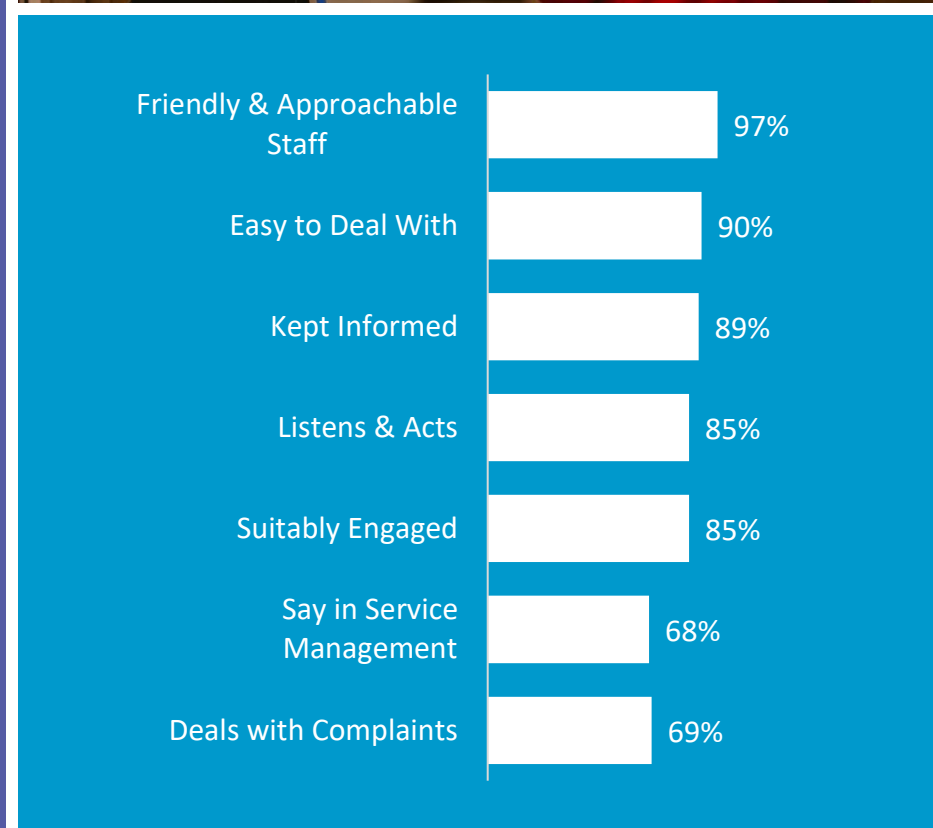 Friendly & Approachable
Staff
97%
Easy to Deal With
90%
Kept Informed
89%
Listens & Acts
85%
Suitably Engaged
85%
Say in Service
Management
68%
Deals with Complaints
69%